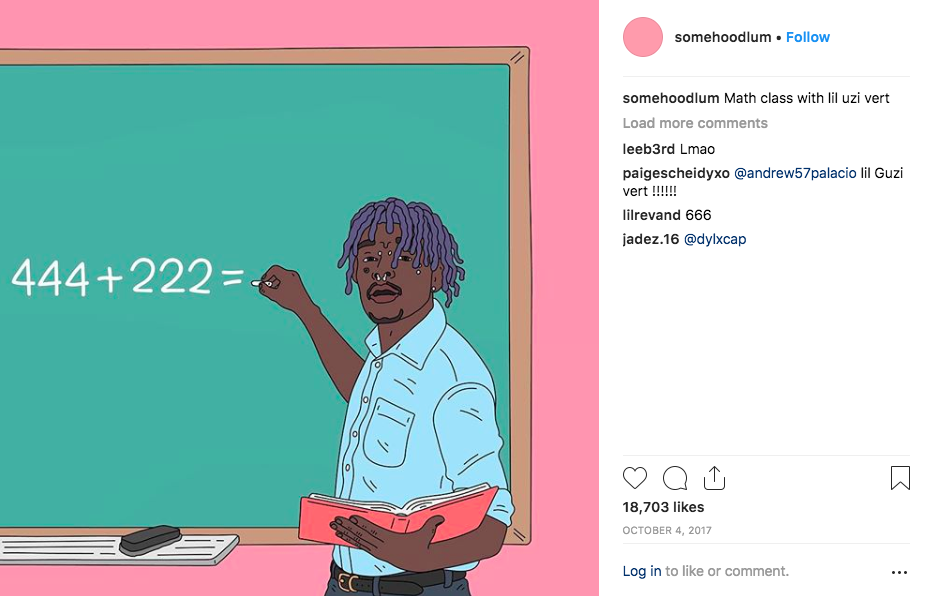 444+222=
somehoodlum • Follow
somehoodlum Math class with lil uzi vert
Load more comments
leeb3rd Lmao
paigescheidyxo @andrew57palacio lil Guzi
vert !!!!!!
lilrevand 666
jadez.16 @dylxcap
18,703 likes
OCTOBER 4, 2017
Log in to like or comment.